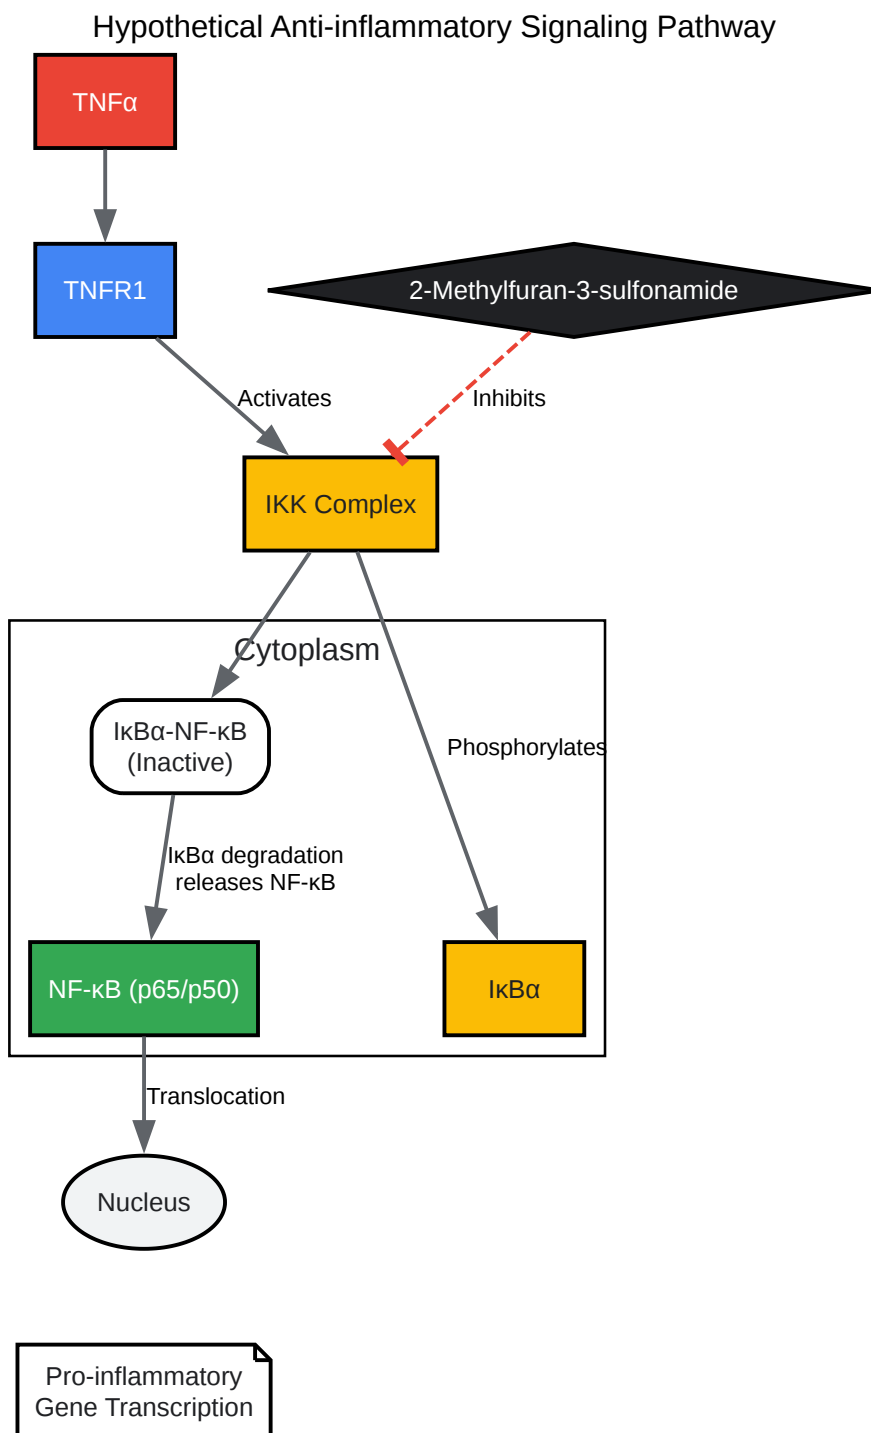 Hypothetical Anti-inflammatory Signaling Pathway
TNFα
TNFR1
2-Methylfuran-3-sulfonamide
Activates
Inhibits
IKK Complex
Cytoplasm
IκBα-NF-κB
(Inactive)
Phosphorylates
IκBα degradation
releases NF-κB
NF-κB (p65/p50)
IκBα
Translocation
Nucleus
Pro-inflammatory
Gene Transcription